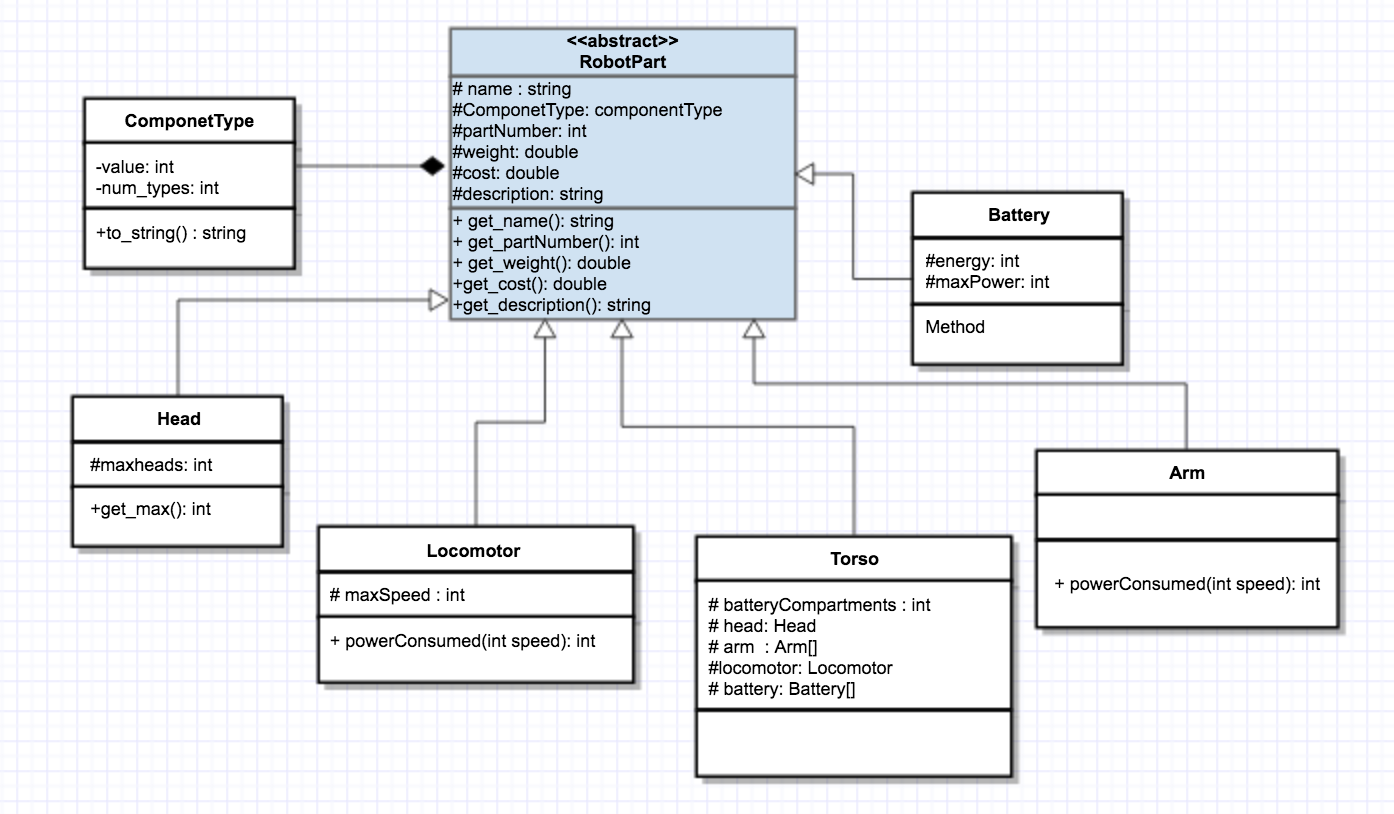 <<abstract>>
RobotPart
# name : string
#ComponetType: componentType
#partNumber: int
#weight: double
#cost: double
#description: string
+ get_name(): string
+ get_partNumber(): int
+ get_weight(): double
+get_cost(): double
+get_description(): string
ComponetType
-value: int
-num_types: int
+to_string() : string
Battery
#energy: int
#maxPower: int
Method
Head
#maxheads: int
+get_max(): int
Locomotor
# maxSpeed : int
+ powerConsumed(int speed): int
Torso
# batteryCompartments : int
# head: Head
# arm  : Arm[]
#locomotor: Locomotor
# battery: Battery[]
Arm
+ powerConsumed(int speed): int